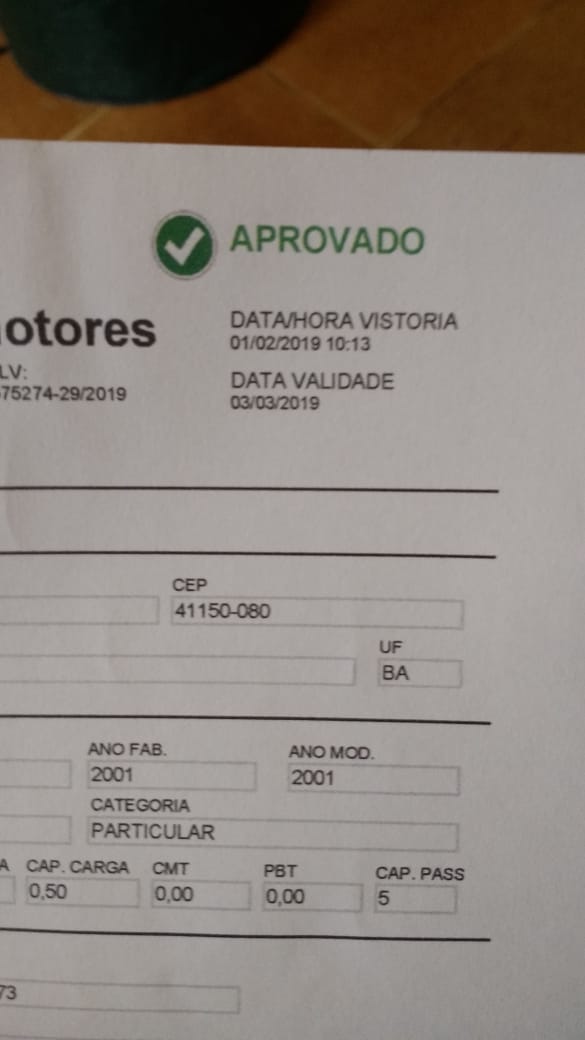 APROVADO
otores
DATA/HORA VISTORIA
01/02/2019 10:13
LV:
75274-29/2019
DATA VALIDADE
03/03/2019
CEP
41150-080
UF
BA
ANO FAB.
ANO MOD.
2001
2001
CATEGORIA
PARTICULAR
A CAP. CARGA CMT PBT CAP. PASS
0,50 0,00 0,00 5
73